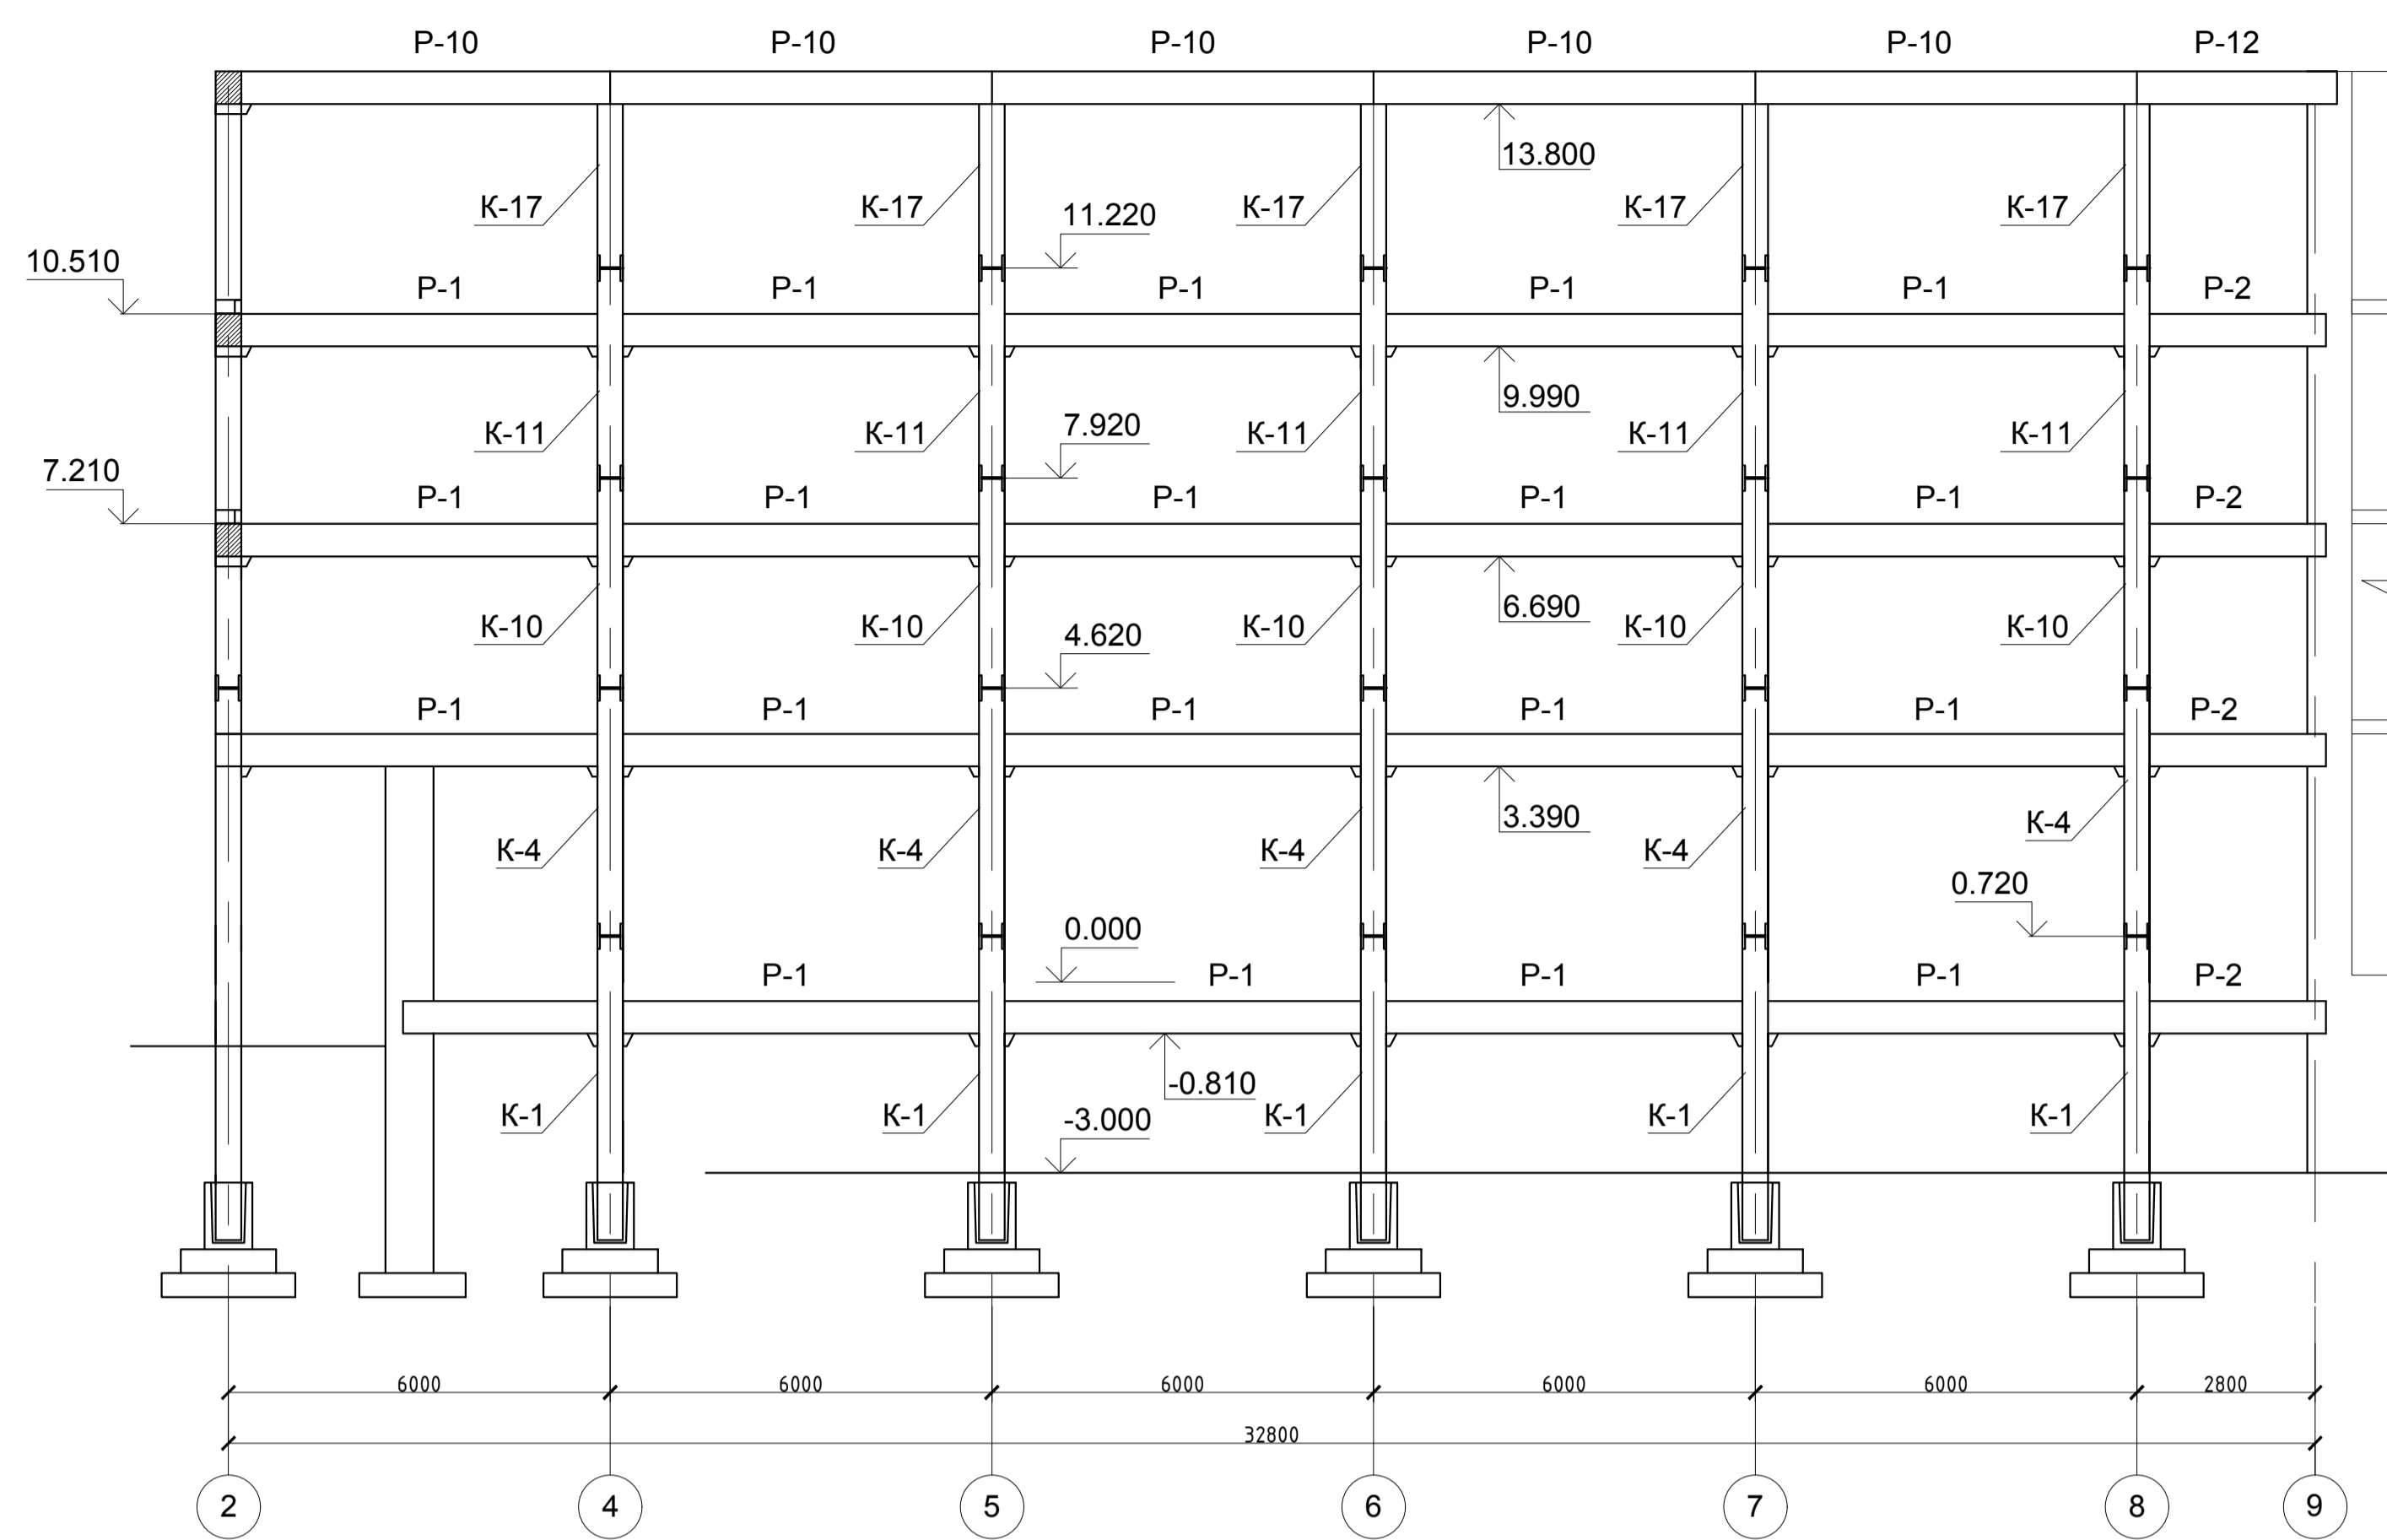 Р-10 Р-10 Р-10 Р-10 Р-10 Р-12
13.800
К-17 К-17 11.220 К-17 К-17 К-17
10.510 Р-1 Р-1 Р-1 Р-1 Р-1 Р-2
9.990
К-11 К-11 7.920 К-11 К-11 К-11
7.210 Р-1 Р-1 Р-1 Р-1 Р-1 Р-2
6.690
К-10 К-10 4.620 К-10 К-10 К-10
Р-1 Р-1 Р-1 Р-1 Р-1 Р-2
3.390
К-4 К-4 К-4 К-4 К-4
0.720
0.000
Р-1 Р-1 Р-1 Р-1 Р-2
-0.810
К-1 К-1 -3.000 К-1 К-1 К-1
6000 6000 6000 6000 6000 2800
32800
2 4 5 6 7 8 9